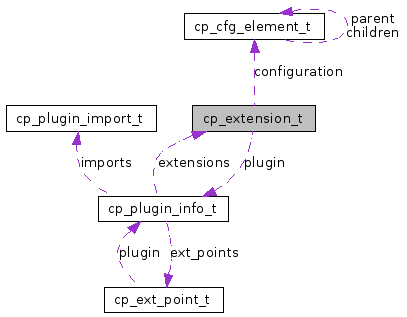 cp_cfg_element_t
parent
children
configuration
cp_plugin_import_t
cp_extension_t
imports
extensions
plugin
cp_plugin_info_t
plugin
ext_points
cp_ext_point_t